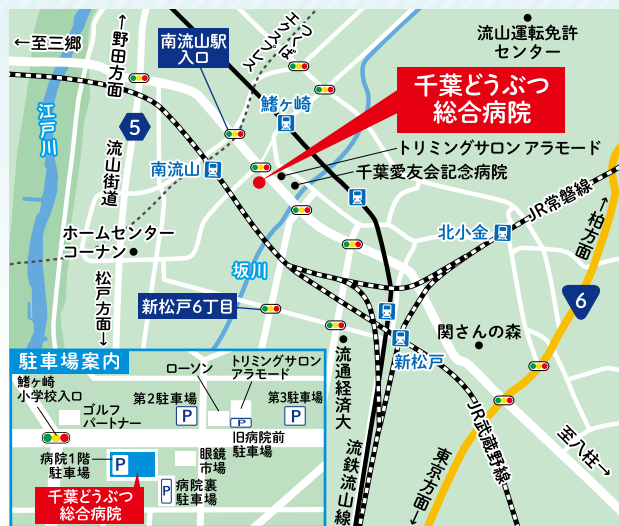 ←至三郷
↑野田方面
南流山駅
入口
つくば
エクスプレス
流山運転免許
センター
千葉どうぶつ
総合病院
江戸川
5
流山街道
鰭ヶ崎
南流山
トリミングサロン アラモード
千葉愛友会記念病院
JR常磐線
↑柏方面
北小金
ホームセンター
コーナン
坂川
松戸方面↓
新松戸6丁目
6
関さんの森
新松戸
流通経済大
流鉄流山線
JR武蔵野線
至八柱→
東京方面↓
駐車場案内
鰭ヶ崎
小学校入口
ゴルフ
パートナー
第2駐車場
P
ローソン
トリミングサロン
アラモード
P
旧病院前
駐車場
第3駐車場
P
病院1階
駐車場
P
眼鏡
市場
P
病院裏
駐車場
千葉どうぶつ
総合病院